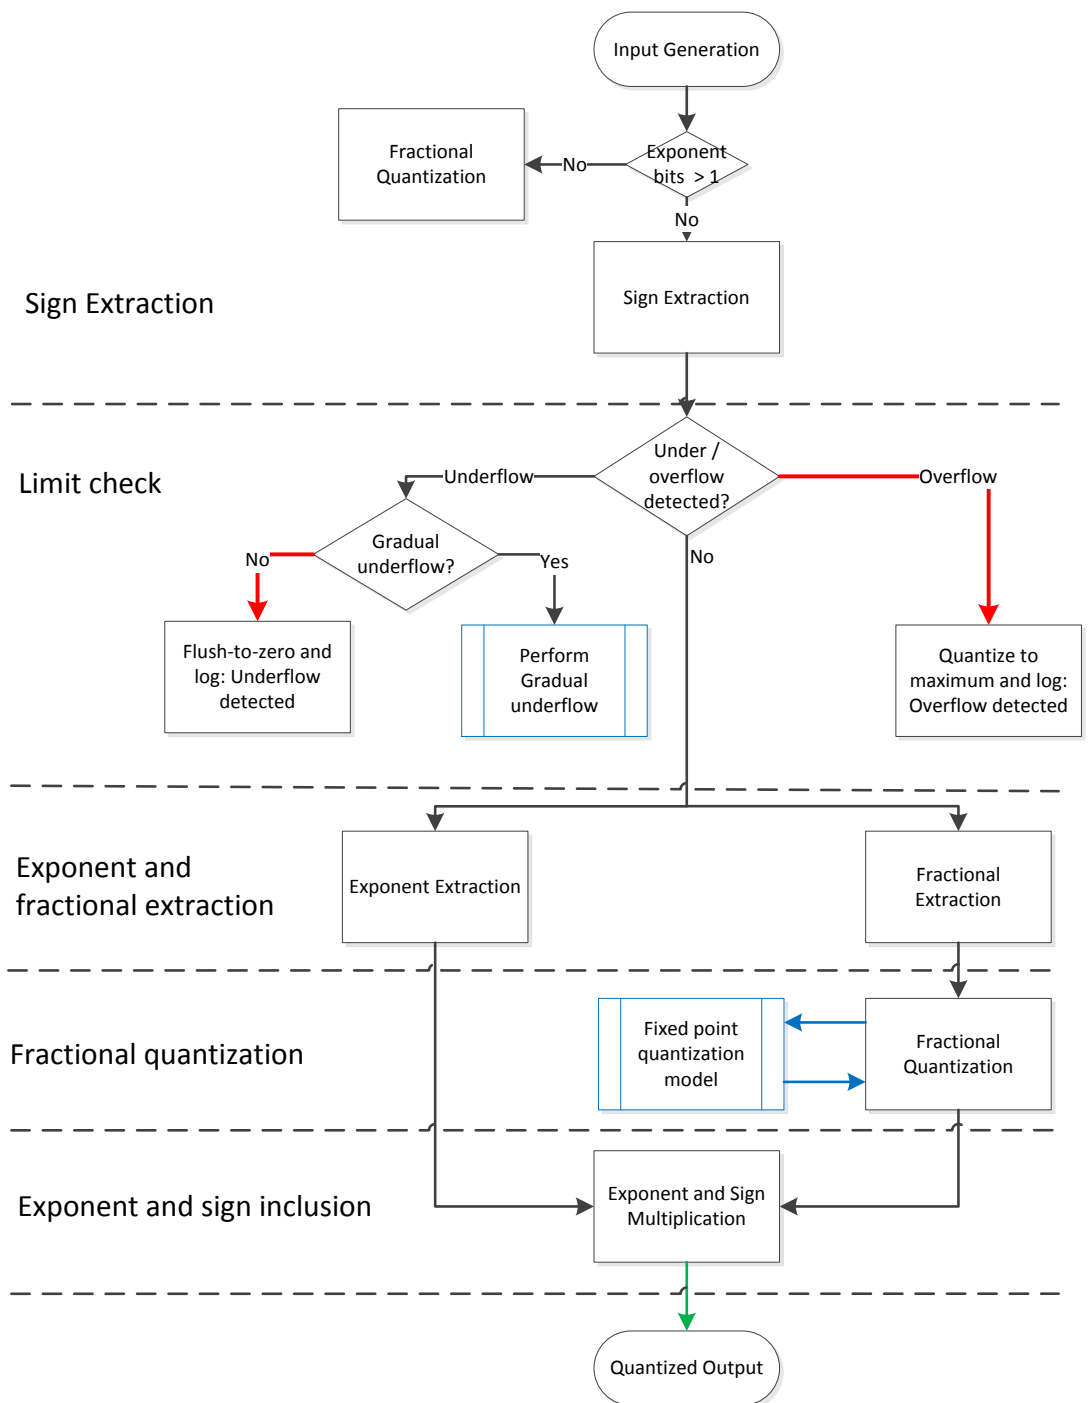 Input Generation
Fractional
Quantization
No
Exponent
bits > 1
No
Sign Extraction
Sign Extraction
Limit check
Underflow
Under /
overflow
detected?
Overflow
No
Gradual
underflow?
Yes
No
Flush-to-zero and
log: Underflow
detected
Perform
Gradual
underflow
Quantize to
maximum and log:
Overflow detected
Exponent and
fractional extraction
Exponent Extraction
Fractional
Extraction
Fractional quantization
Fixed point
quantization
model
Fractional
Quantization
Exponent and sign inclusion
Exponent and Sign
Multiplication
Quantized Output